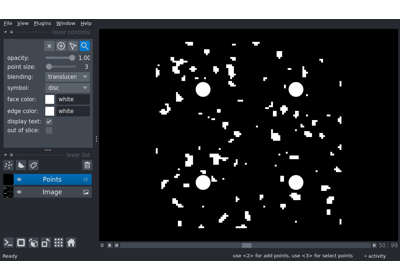 File View Plugins Window Help
layer controls
opacity: 1.00
point size: 3
blending: translucen
symbol: disc
face color: white
edge color: white
display text:
out of slice:
layer list
Points
Image
0 50 99
Ready use <2> for add points, use <3> for select points activity